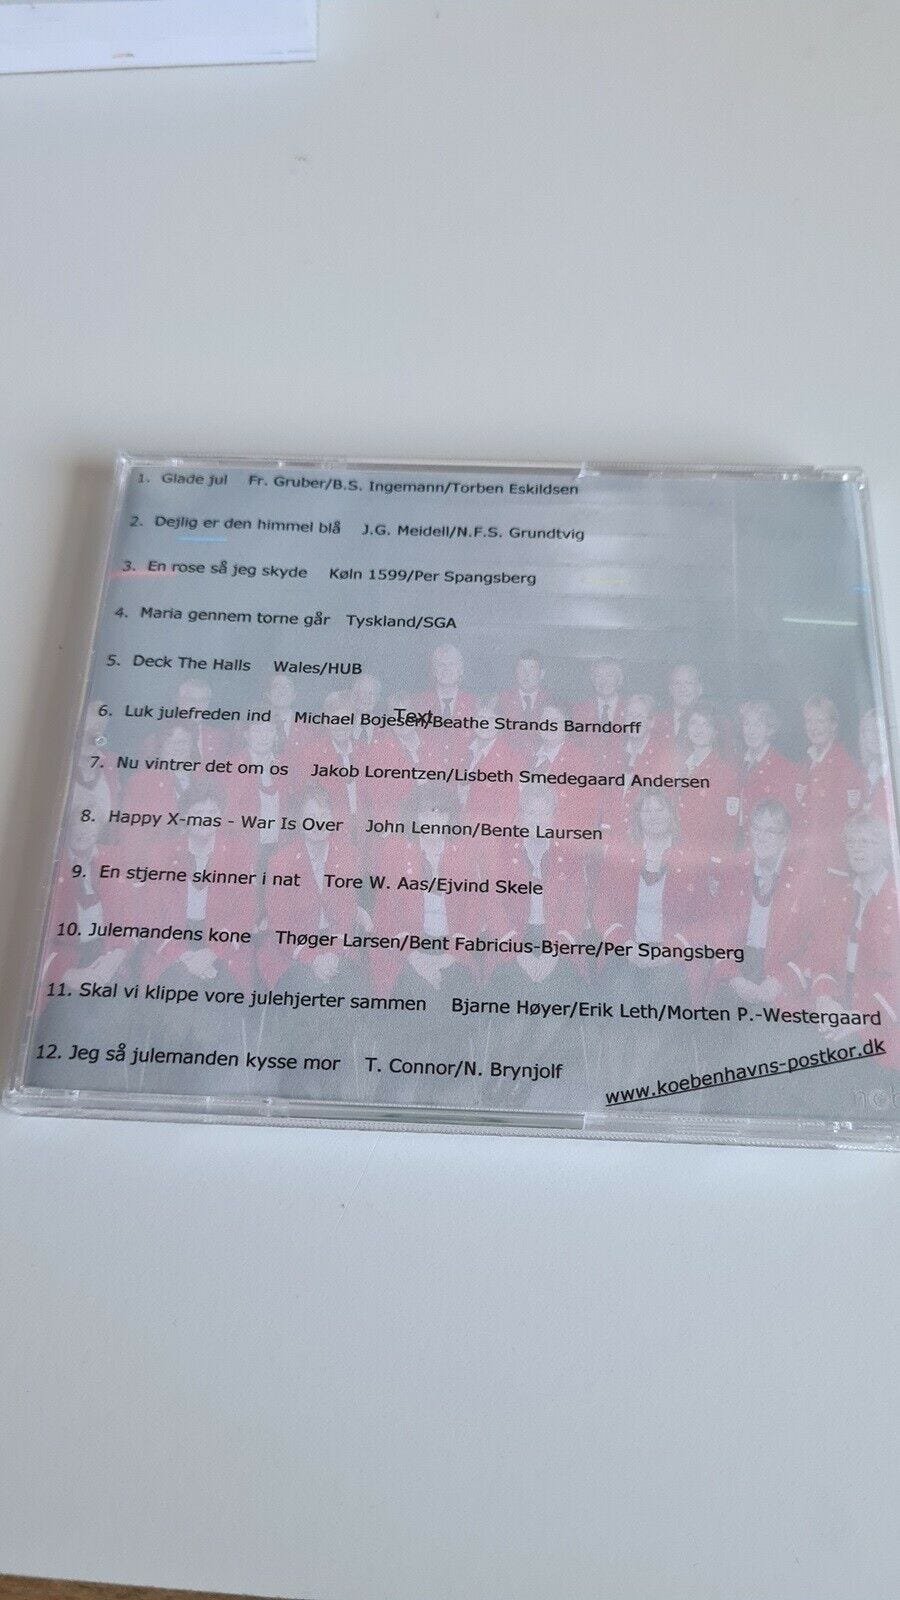 1. Glade jul Fr. Gruber/B.S. Ingemann/Torben Eskildsen
2. Dejlig er den himmel blå J.G. Meidell/N.F.S. Grundtvig
3. En rose så jeg skyde Køln 1599/Per Spangsberg
4. Maria gennem torne går Tyskland/SGA
5. Deck The Halls Wales/HUB
6. Luk julefreden ind Michael Bojesen/Beathe Strands Barndorff
Text
7. Nu vintrer det om os Jakob Lorentzen/Lisbeth Smedegaard Andersen
8. Happy X-mas - War Is Over John Lennon/Bente Laursen
9. En stjerne skinner i nat Tore W. Aas/Ejvind Skele
10. Julemandens kone Thøger Larsen/Bent Fabricius-Bjerre/Per Spangsberg
11. Skal vi klippe vore julehjerter sammen Bjarne Høyer/Erik Leth/Morten P.-Westergaard
12. Jeg så julemanden kysse mor T. Connor/N. Brynjolf
www.koebenhavns-postkor.dk